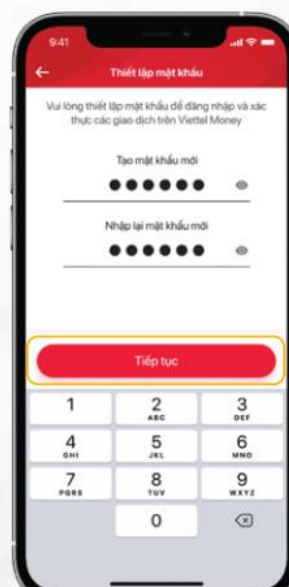 9:41
Thiết lập mật khẩu
Vui lòng thiết lập mật khẩu để đăng nhập và xác
thực các giao dịch trên Viettel Money
Tạo mật khẩu mới
Nhập lại mật khẩu mới
Tiếp tục
1 2 3
ABC DEF
4 5 6
GHI JKL MNO
7 8 9
PQRS TUV WXYZ
0